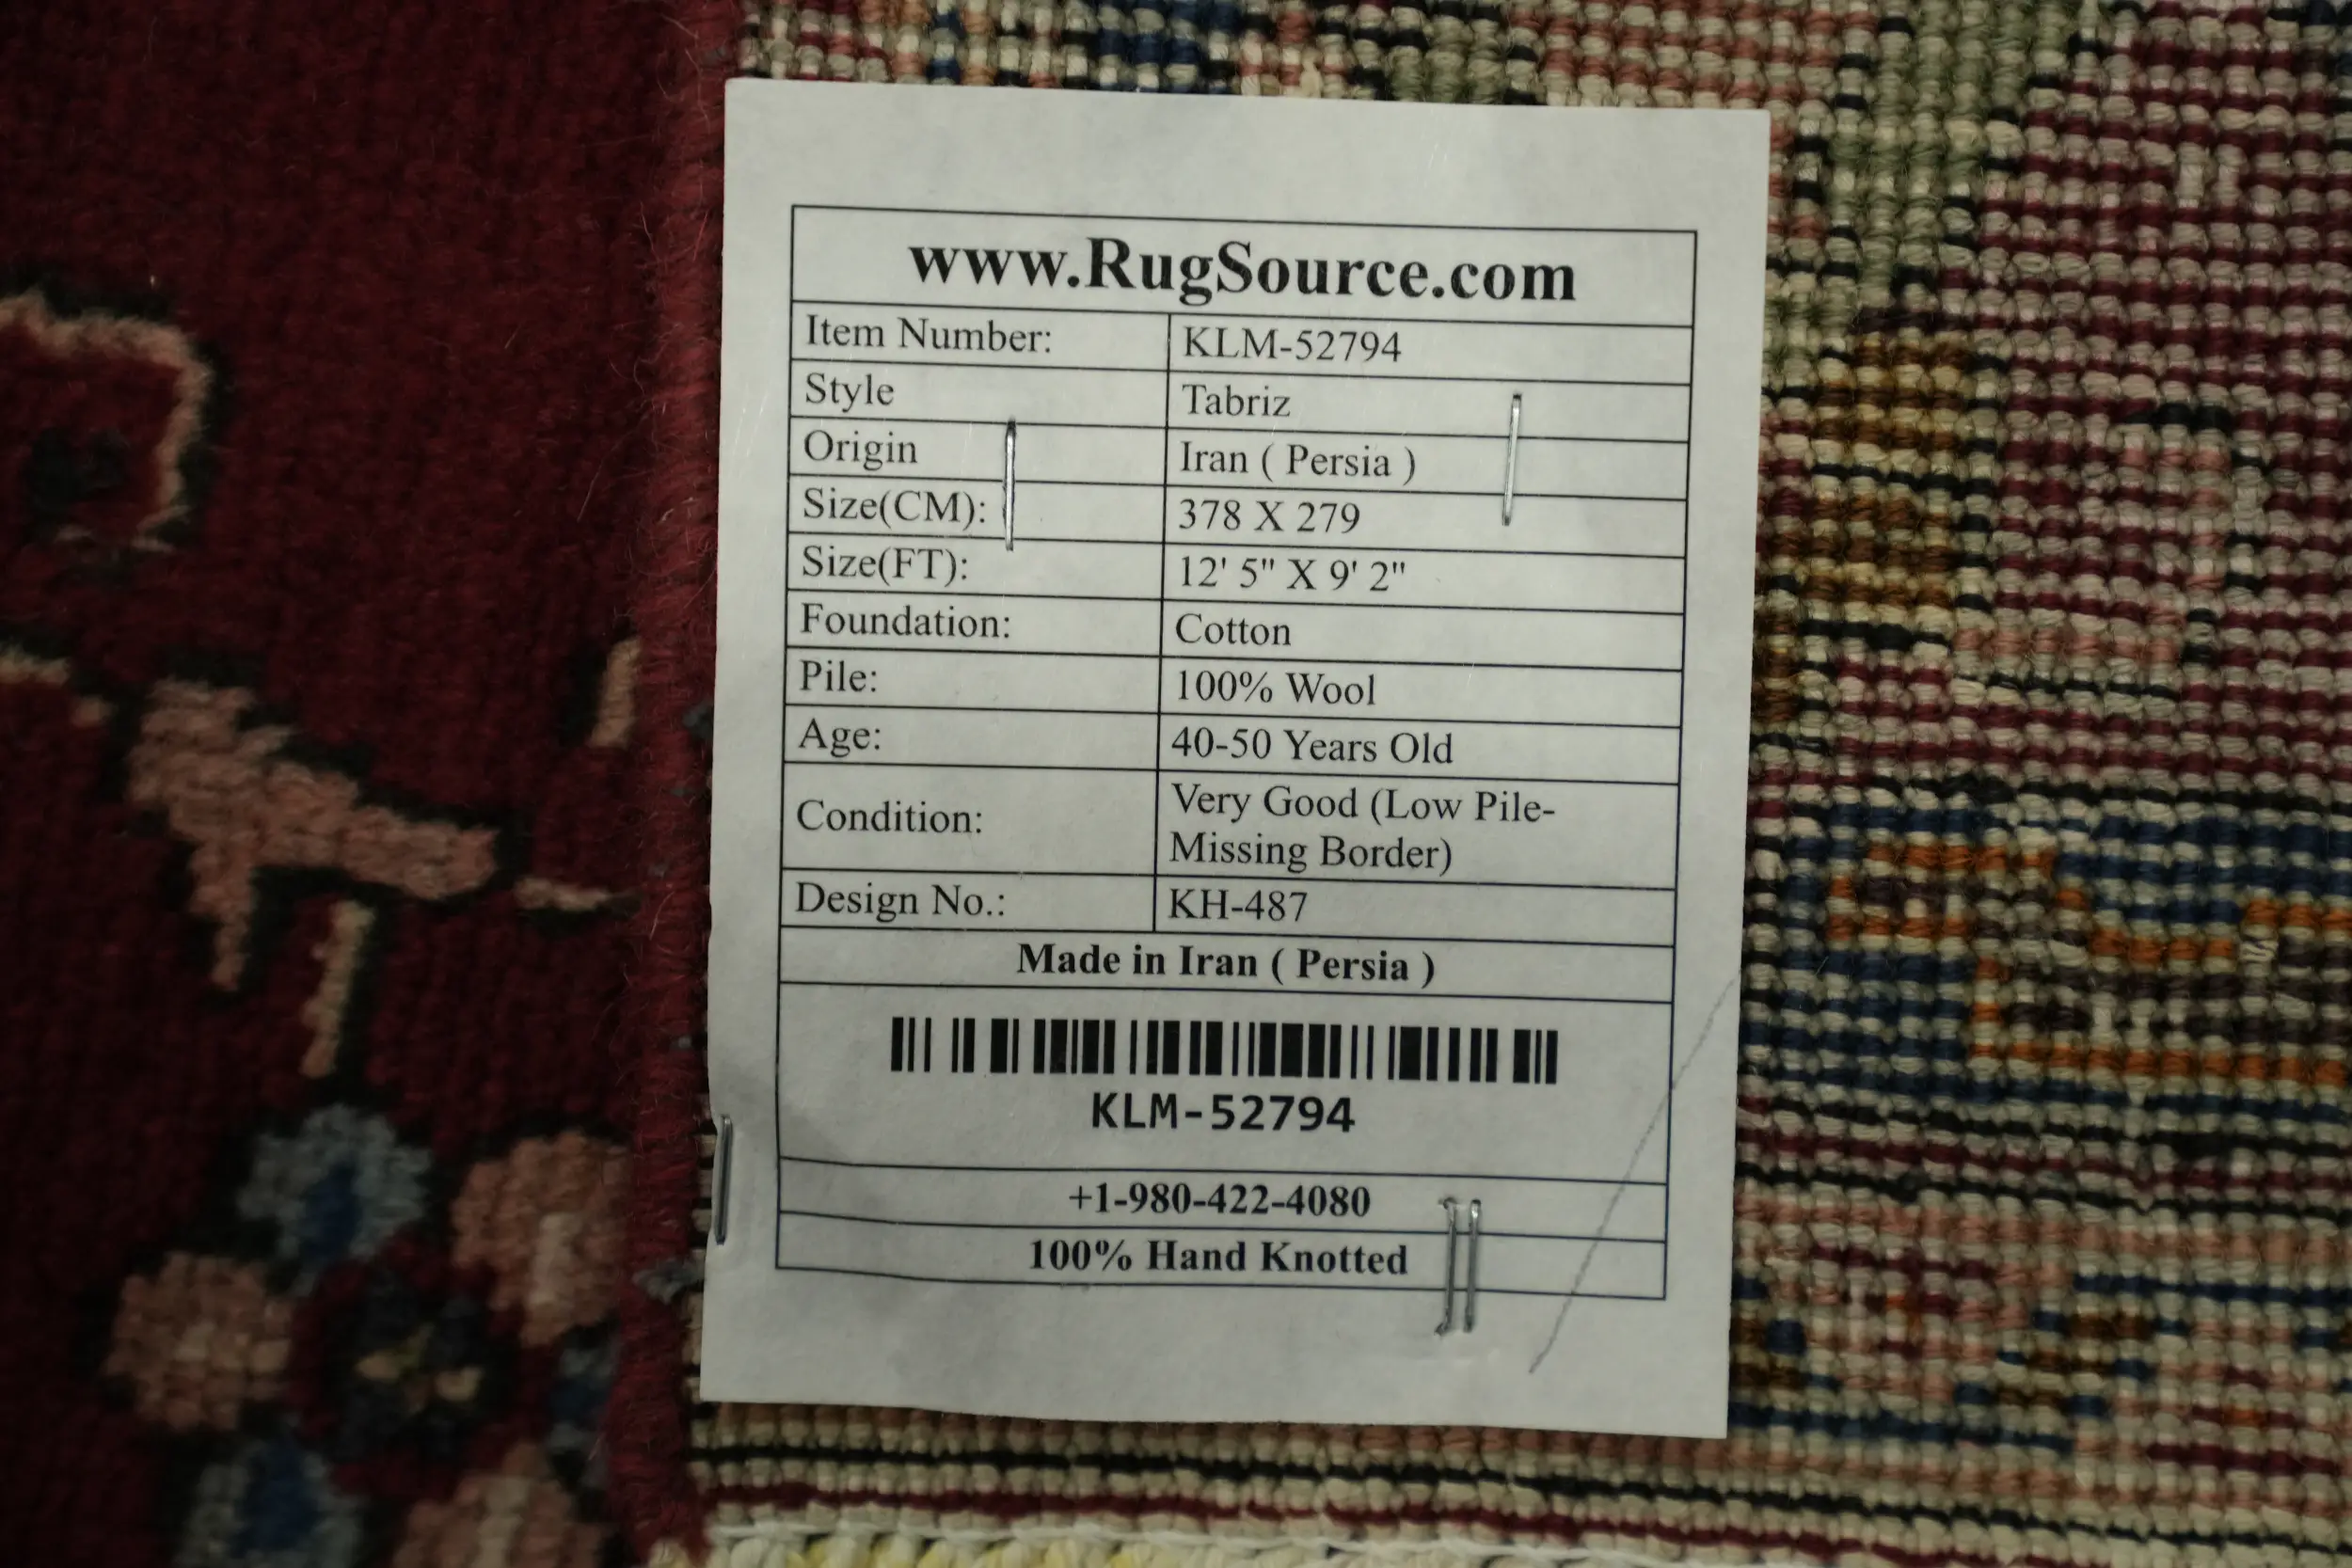 www.RugSource.com
Item Number: KLM-52794
Style Tabriz
Origin Iran ( Persia )
Size(CM): 378 X 279
Size(FT): 12' 5" X 9' 2"
Foundation: Cotton
Pile: 100% Wool
Age: 40-50 Years Old
Condition: Very Good (Low Pile-
Missing Border)
Design No.: KH-487
Made in Iran ( Persia )
KLM-52794
+1-980-422-4080
100% Hand Knotted